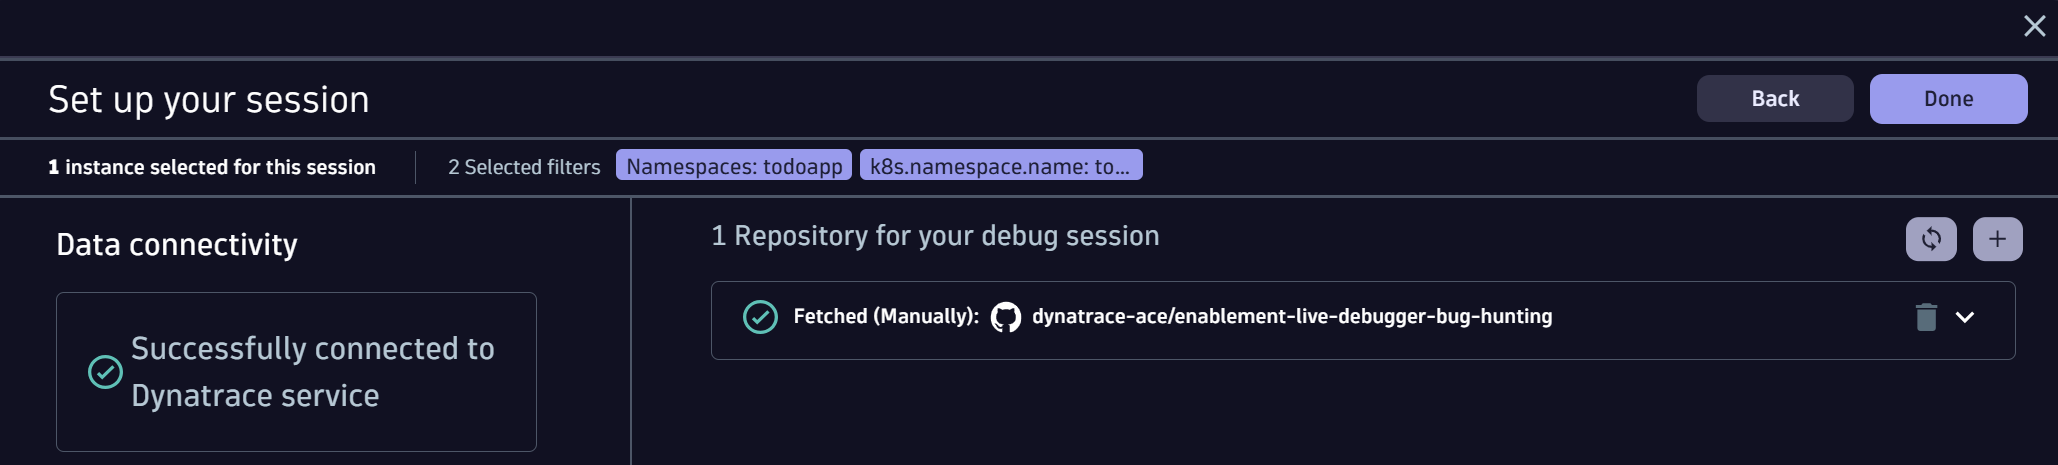 Set up your session
Back
Done
1 instance selected for this session
2 Selected filters
Namespaces: todoapp
k8s.namespace.name: to...
Data connectivity
Successfully connected to
Dynatrace service
1 Repository for your debug session
Fetched (Manually): dynatrace-ace/enablement-live-debugger-bug-hunting